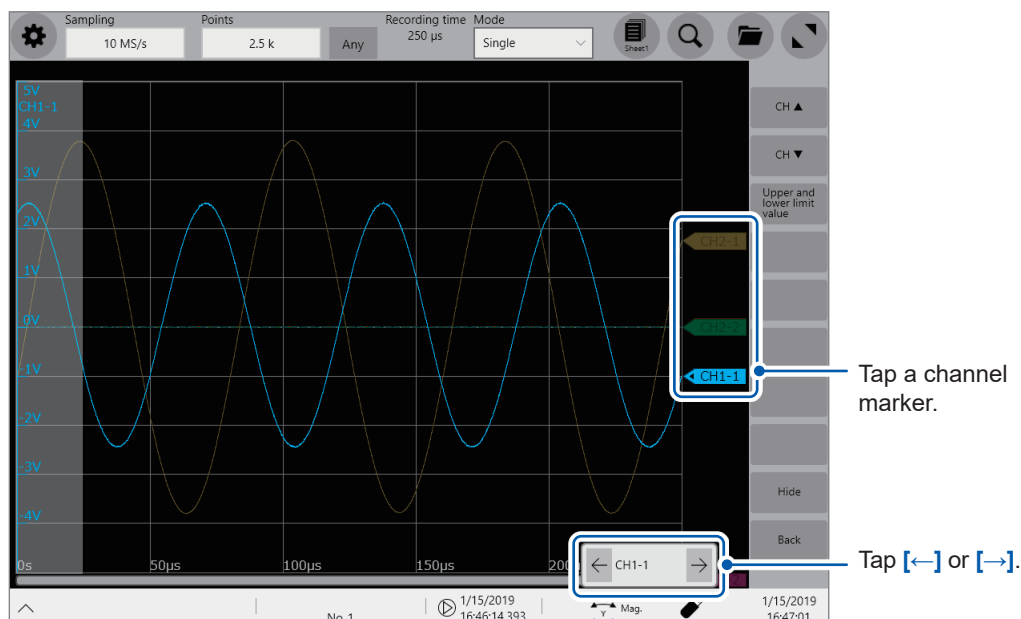 Sampling
10 MS/s
Points
2.5 k
Any
Recording time
250 μs
Mode
Single
Sheet1
5V
CH1-1
4V
3V
2V
1V
0V
-1V
-2V
-3V
-4V
0s
50μs
100μs
150μs
CH2-1
CH2-2
CH1-1
CH ▲
CH ▼
Upper and
lower limit
value
Hide
Back
← CH1-1 →
Tap a channel
marker.
Tap [←] or [→].
No.1
1/15/2019
16:46:14.393
Mag.
1/15/2019
16:47:01